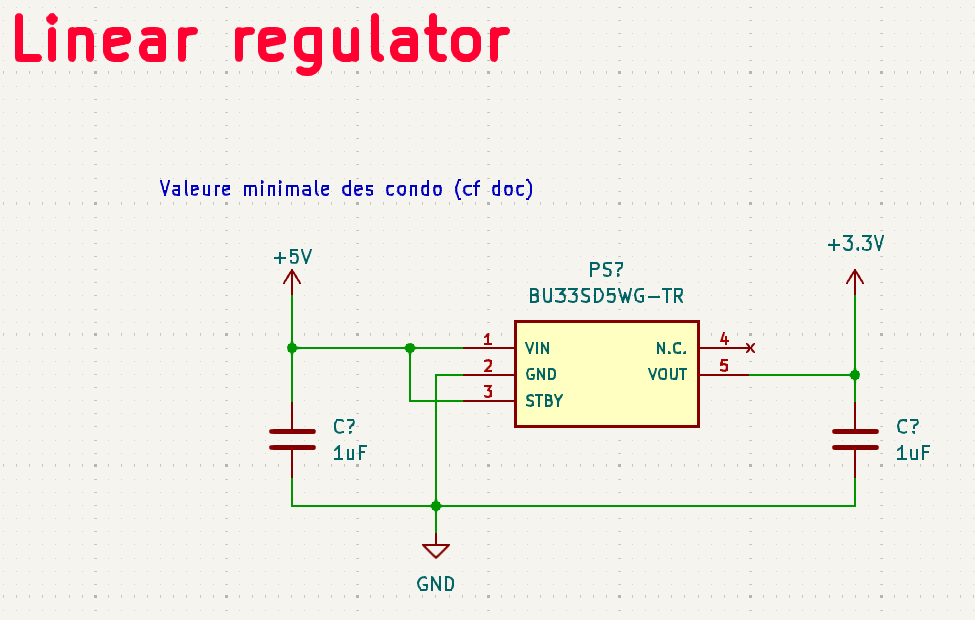 Linear regulator
Valeure minimale des condo (cf doc)
+5V
+3.3V
PS?
BU33SD5WG-TR
1 VIN N.C. 4
2 GND VOUT 5
3 STBY
C?
1uF
C?
1uF
GND